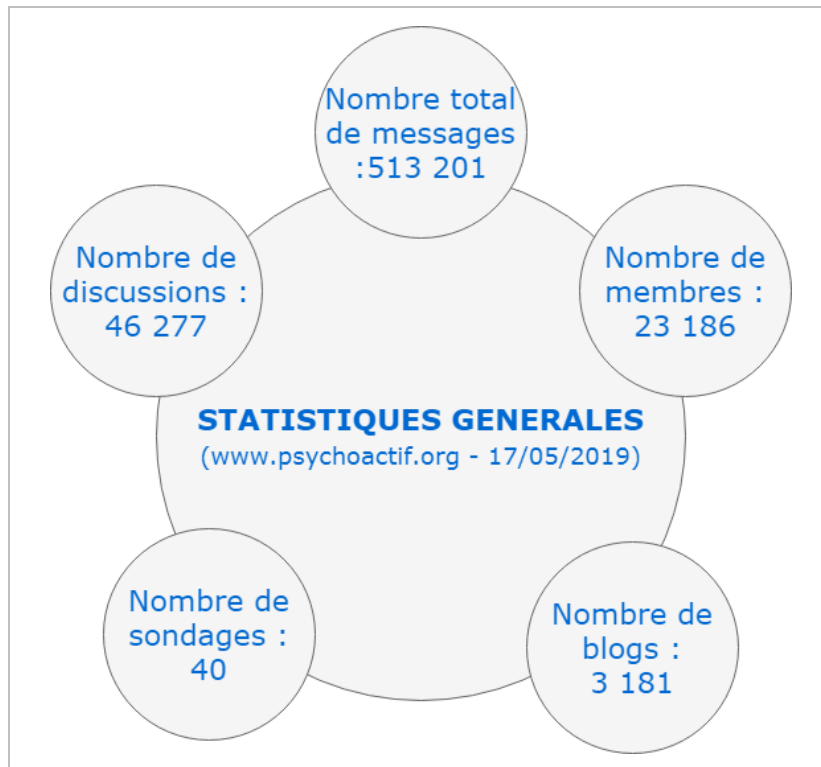 Nombre total
de messages
:513 201
Nombre de
discussions :
46 277
Nombre de
membres :
23 186
STATISTIQUES GENERALES
(www.psychoactif.org - 17/05/2019)
Nombre de
sondages :
40
Nombre de
blogs :
3 181